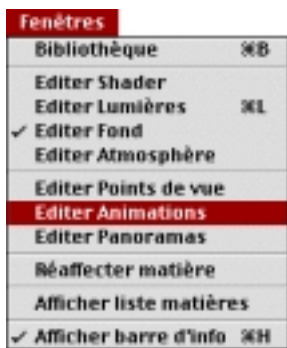 Fenêtres
Bibliothèque ⌘B
Editer Shader
Editer Lumières ⌘L
✓ Editer Fond
Editer Atmosphère
Editer Points de vue
Editer Animations
Editer Panoramas
Réaffecter matière
Afficher liste matières
✓ Afficher barre d'info ⌘H